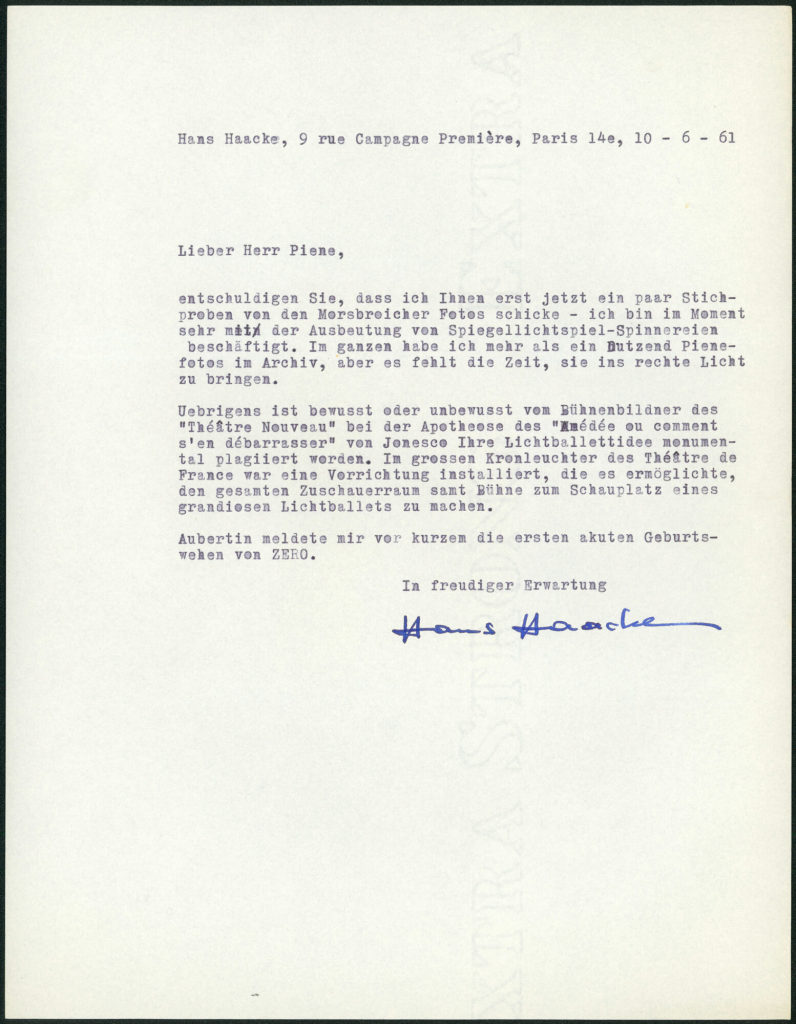 Hans Haacke, 9 rue Campagne Première, Paris 14e, 10 - 6 - 61
Lieber Herr Piene,
entschuldigen Sie, dass ich Ihnen erst jetzt ein paar Stich-
proben von den Morsbroicher Fotos schicke - ich bin im Moment
sehr mit/ der Ausbeutung von Spiegellichtspiel-Spinnereien
beschäftigt. Im ganzen habe ich mehr als ein Dutzend Piene-
fotos im Archiv, aber es fehlt die Zeit, sie ins rechte Licht
zu bringen.
Uebrigens ist bewusst oder unbewusst vom Bühnenbildner des
"Théâtre Nouveau" bei der Apotheose des "Amédée ou comment
s'en débarrasser" von Jonesco Ihre Lichtballettidee monumen-
tal plagiiert worden. Im grossen Kronleuchter des Théâtre de
France war eine Vorrichtung installiert, die es ermöglichte,
den gesamten Zuschauerraum samt Bühne zum Schauplatz eines
grandiosen Lichtballets zu machen.
Aubertin meldete mir vor kurzem die ersten akuten Geburts-
wehen von ZERO.
In freudiger Erwartung
Hans Haacke
EXTRA
XTRA STRONG